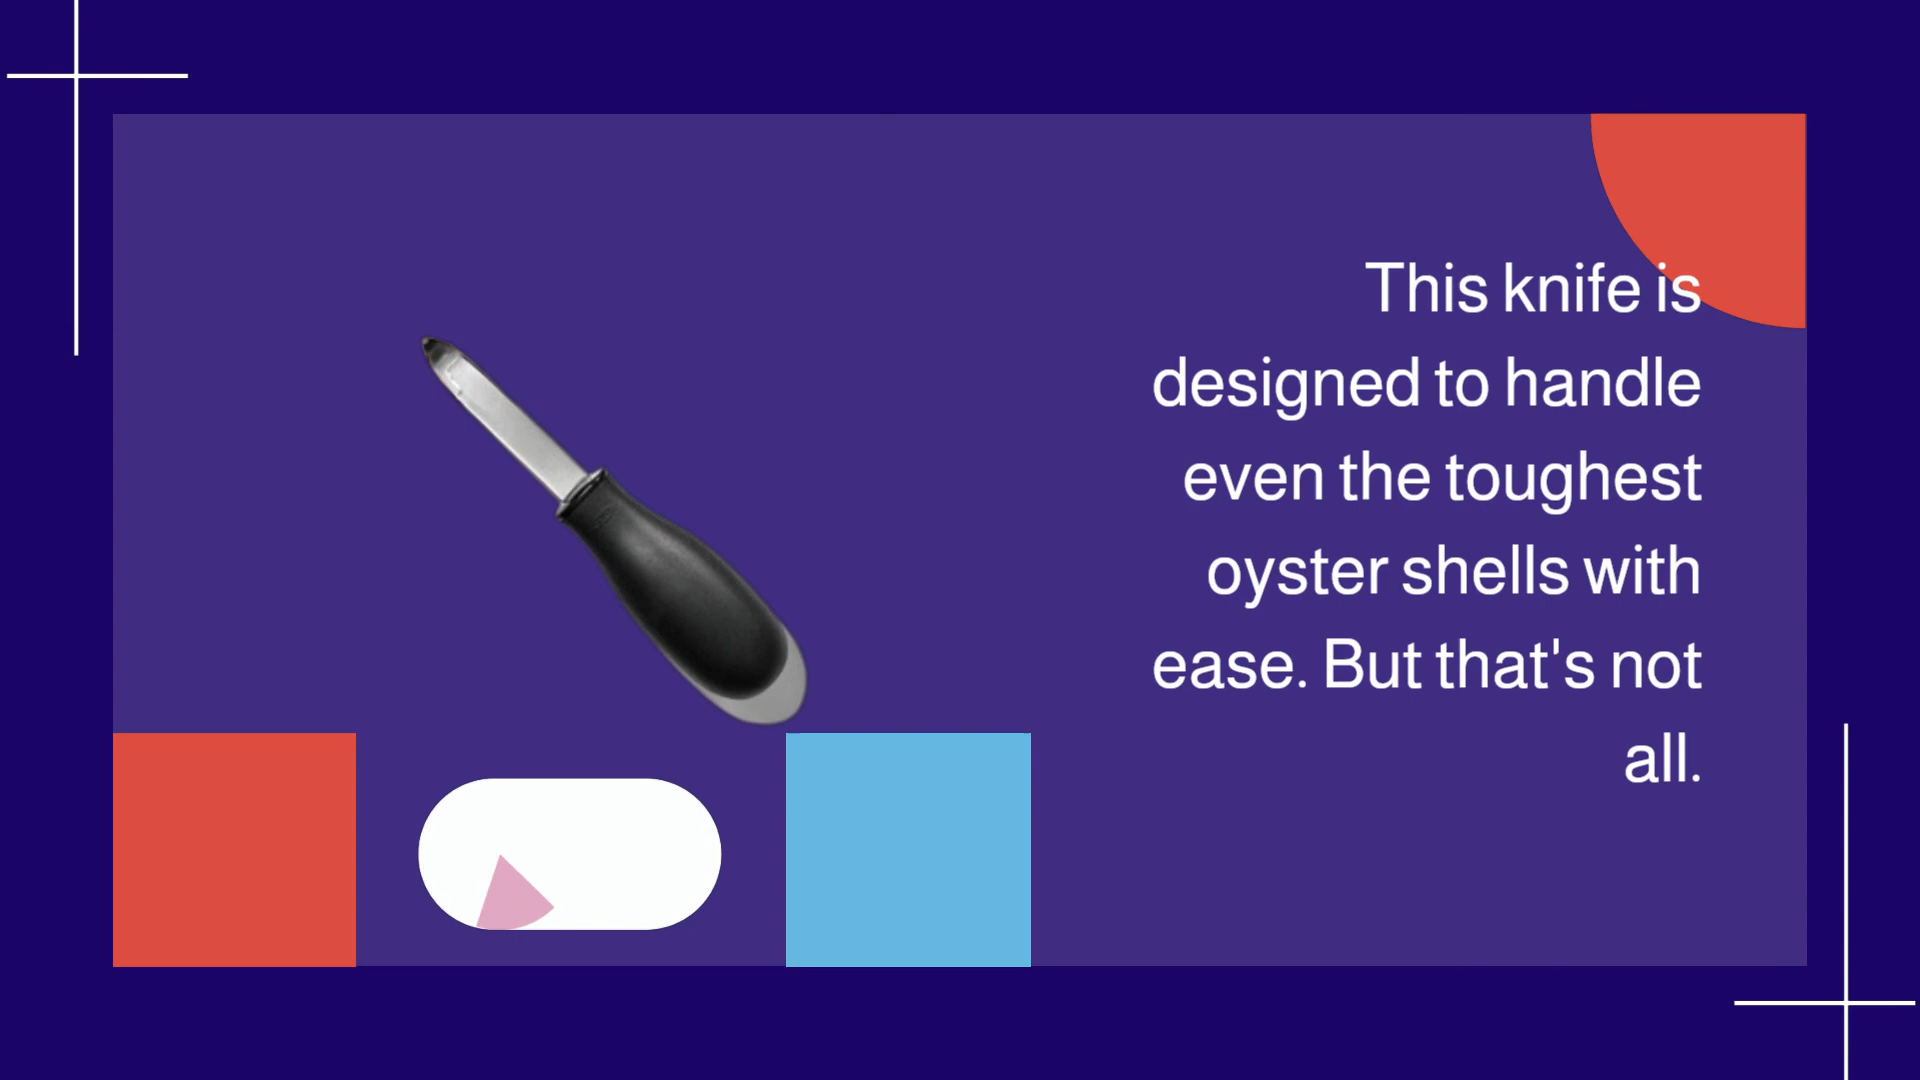 This knife is
designed to handle
even the toughest
oyster shells with
ease. But that's not
all.